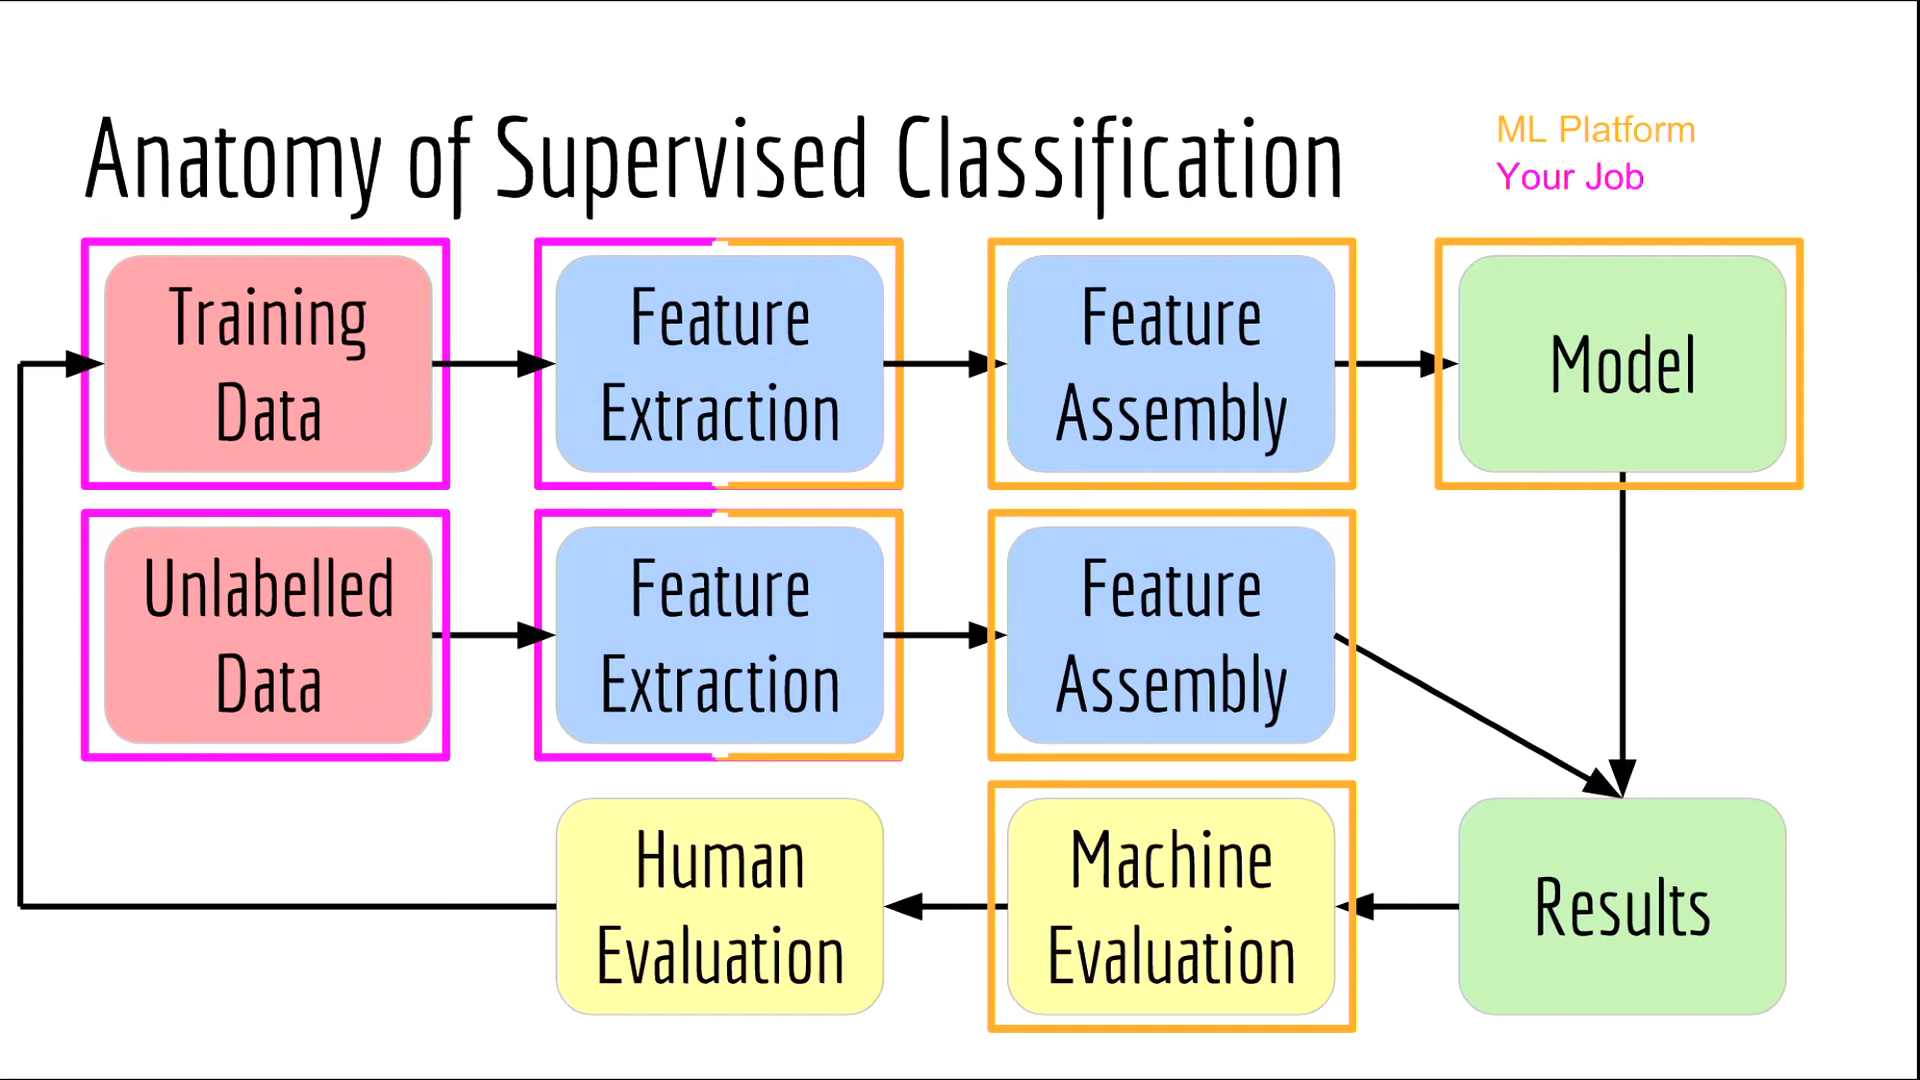 Anatomy of Supervised Classification
ML Platform
Your Job
Training
Data
Feature
Extraction
Feature
Assembly
Model
Unlabelled
Data
Feature
Extraction
Feature
Assembly
Human
Evaluation
Machine
Evaluation
Results